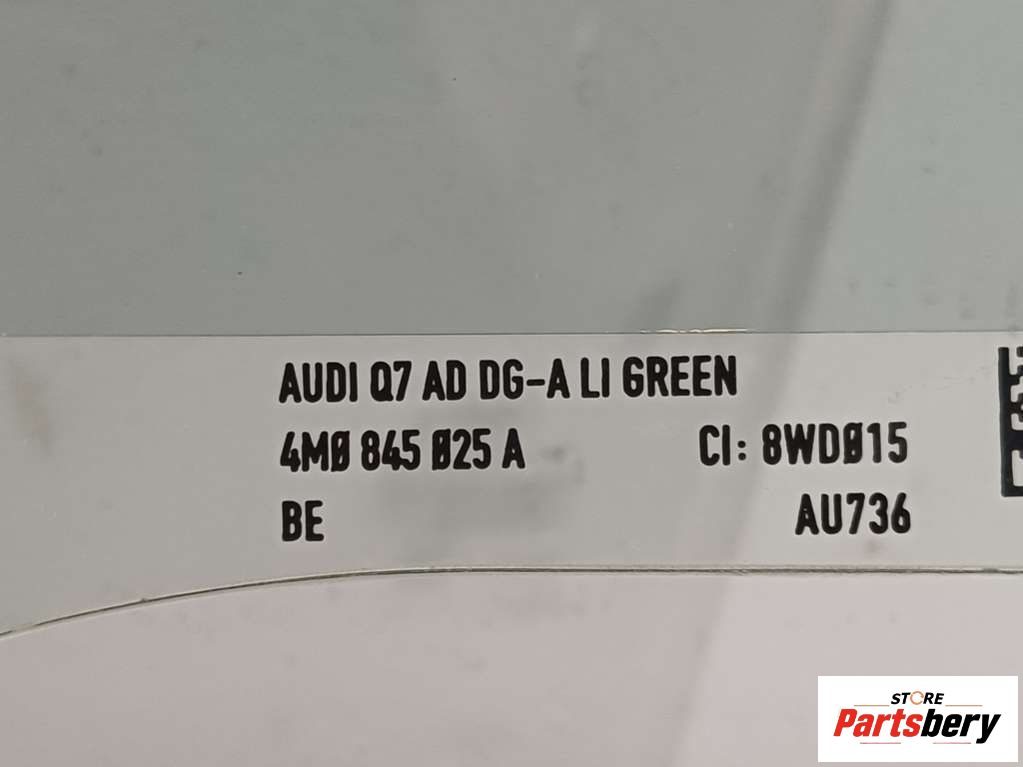 AUDI Q7 AD DG-A LI GREEN
4M0 845 025 A CI: 8WD015
BE AU736
STORE
Partsbery